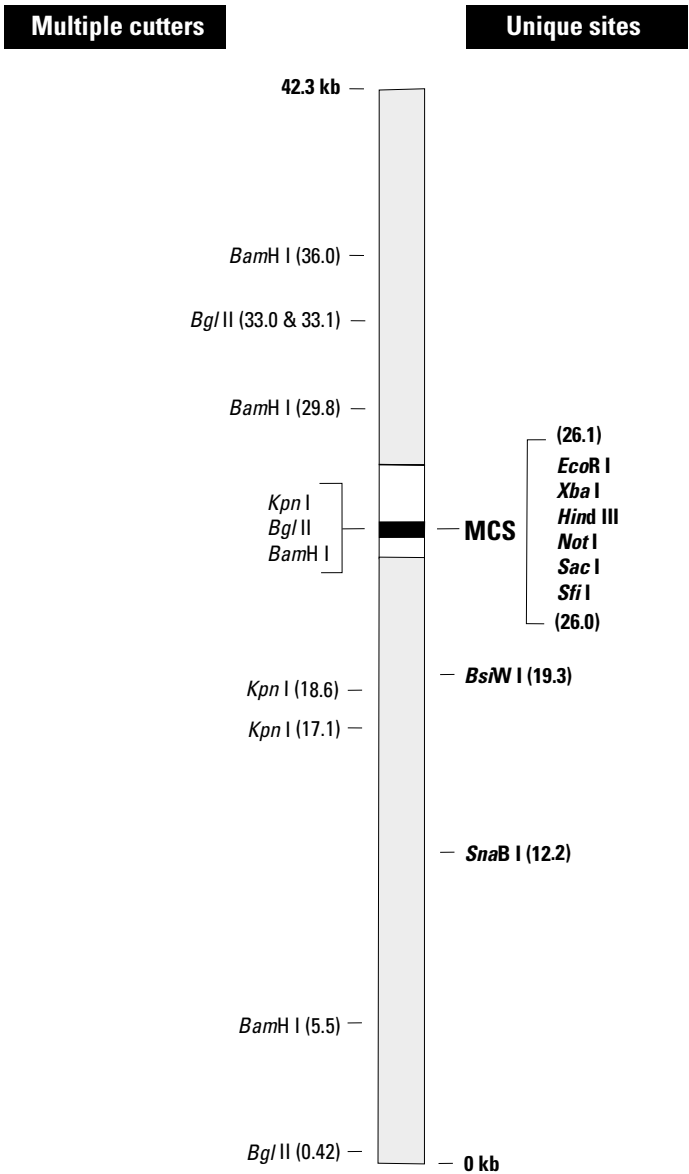 Multiple cutters
Unique sites
42.3 kb
BamH I (36.0)
Bgl II (33.0 & 33.1)
BamH I (29.8)
Kpn I
Bgl II
BamH I
MCS
(26.1)
EcoR I
Xba I
Hind III
Not I
Sac I
Sfi I
(26.0)
BsiW I (19.3)
Kpn I (18.6)
Kpn I (17.1)
SnaB I (12.2)
BamH I (5.5)
Bgl II (0.42)
0 kb